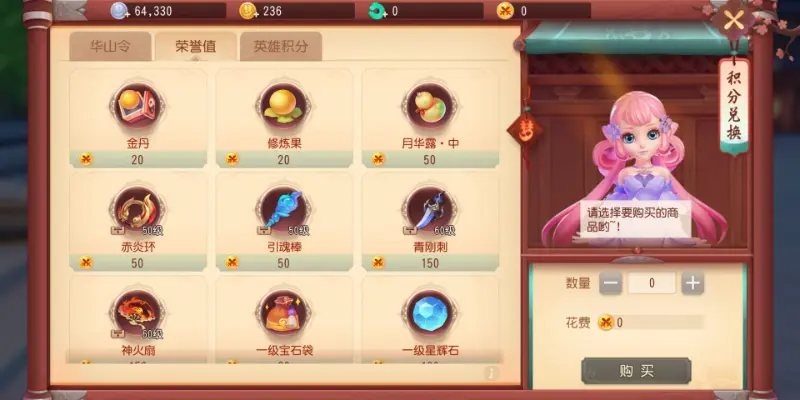 64,330
236
0
0
华山令
荣誉值
英雄积分
积分兑换
金丹
修炼果
月华露·中
20
20
50
50级
50级
60级
赤炎环
引魂棒
青刚刺
50
50
150
60级
神火扇
一级宝石袋
一级星辉石
请选择要购买的商
品哟~!
数量
0
花费
0
购买